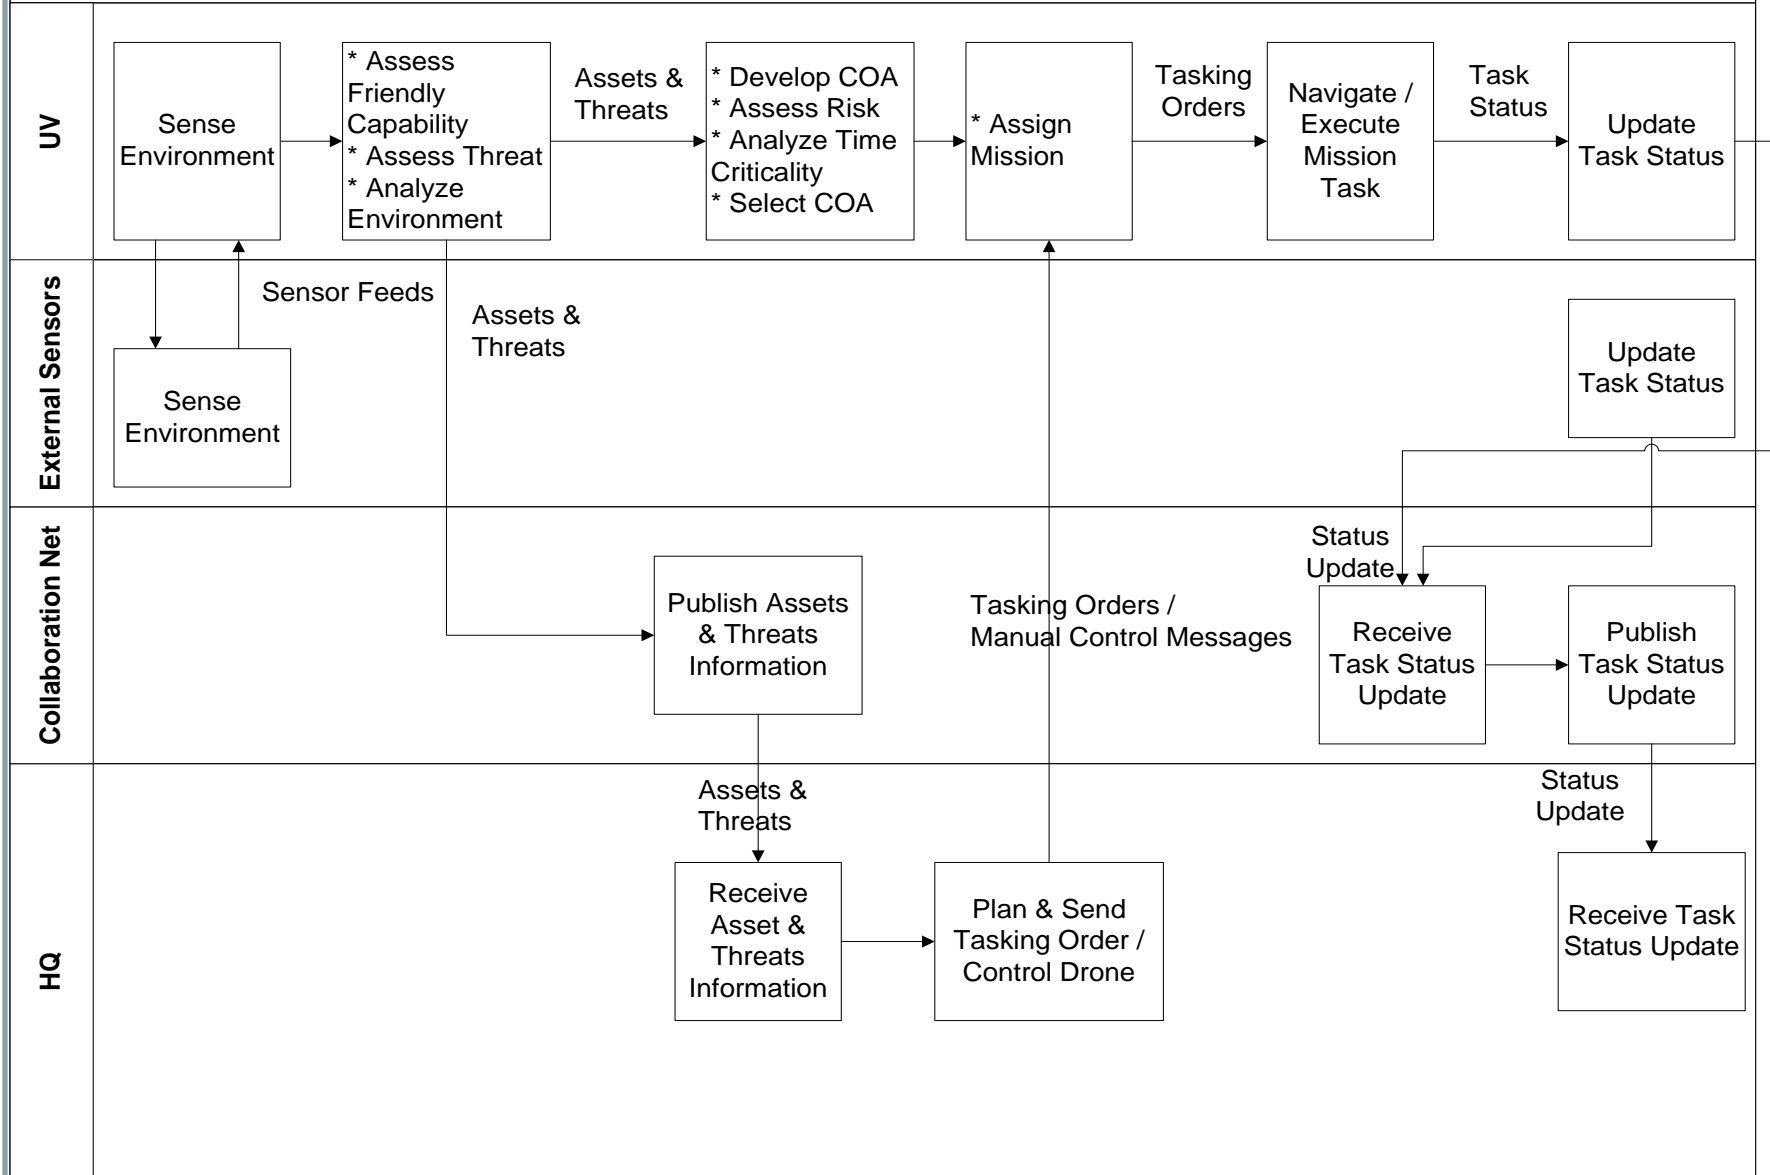 UV
Sense
Environment
* Assess
Friendly
Capability
* Assess Threat
* Analyze
Environment
Assets &
Threats
* Develop COA
* Assess Risk
* Analyze Time
Criticality
* Select COA
* Assign
Mission
Tasking
Orders
Navigate /
Execute
Mission
Task
Task
Status
Update
Task Status
External Sensors
Sensor Feeds
Sense
Environment
Assets &
Threats
Update
Task Status
Collaboration Net
Publish Assets
& Threats
Information
Tasking Orders /
Manual Control Messages
Status
Update
Receive
Task Status
Update
Publish
Task Status
Update
HQ
Assets &
Threats
Receive
Asset &
Threats
Information
Plan & Send
Tasking Order /
Control Drone
Status
Update
Receive Task
Status Update